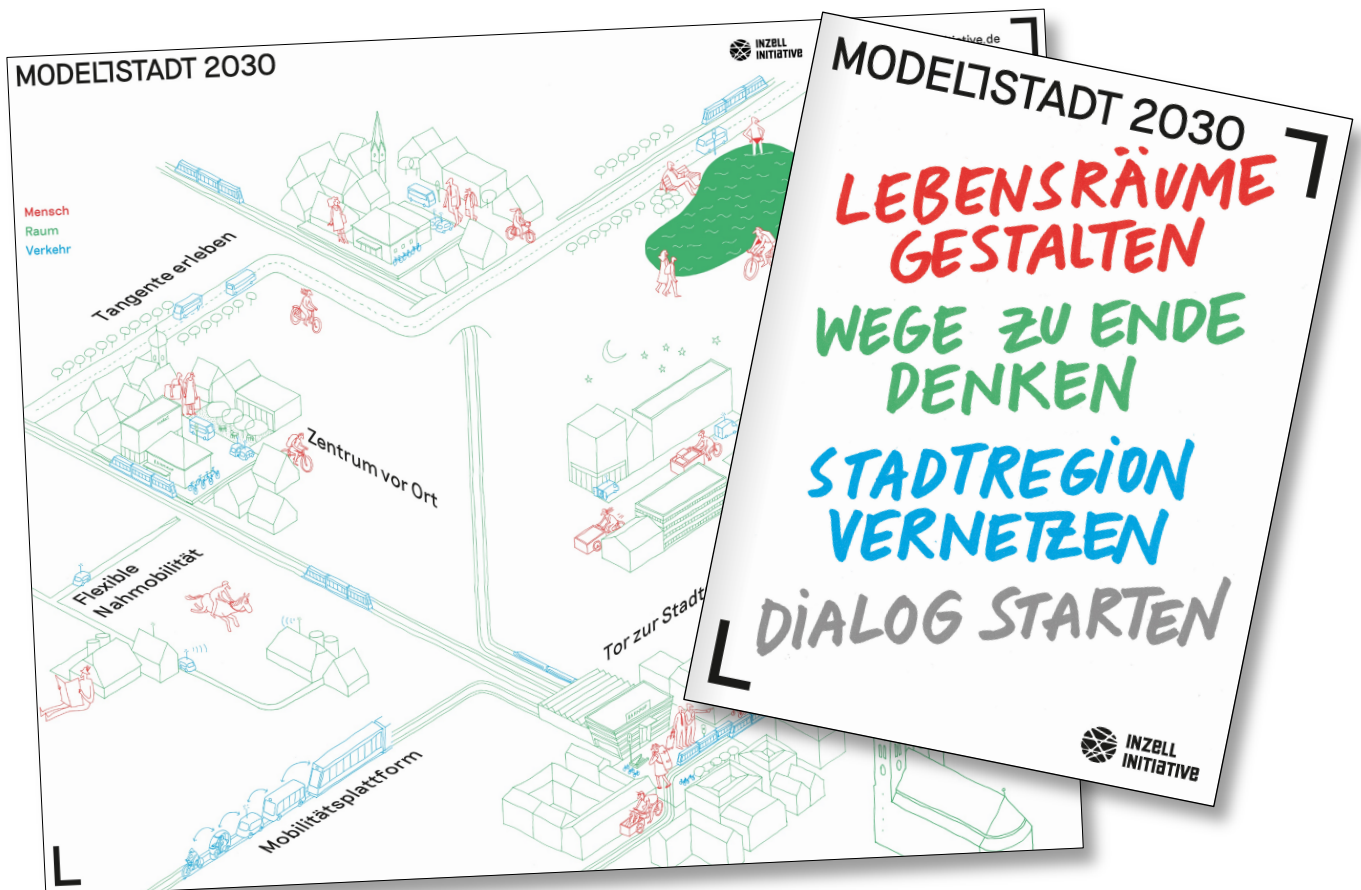 MODELLSTADT 2030
INZELL
INITIATIVE
Mensch
Raum
Verkehr
Tangente erleben
Zentrum vor Ort
Flexible
Nahmobilität
Tor zur Stadt
Mobilitätsplattform
MODELLSTADT 2030
LEBENSRÄUME
GESTALTEN
WEGE ZU ENDE
DENKEN
STADTREGION
VERNETZEN
DIALOG STARTEN
INZELL
INITIATIVE